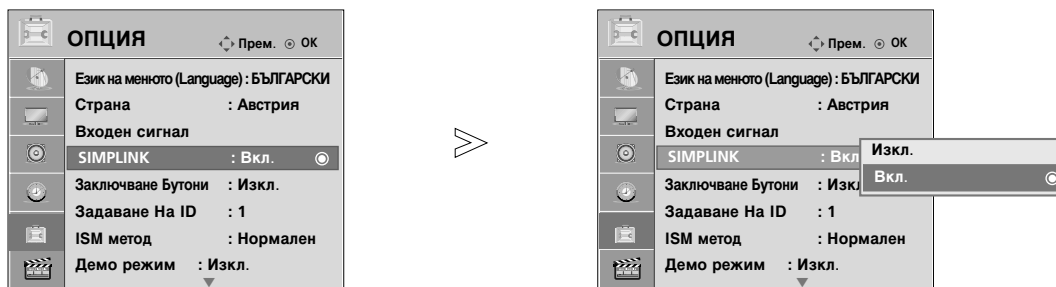 ОПЦИЯ Прем. OK
Език на менюто (Language) : БЪЛГАРСКИ
Страна : Австрия
Входен сигнал
SIMPLINK : Вкл.
Заключване Бутони : Изкл.
Задаване На ID : 1
ISM метод : Нормален
Демо режим : Изкл.
ОПЦИЯ Прем. OK
Език на менюто (Language) : БЪЛГАРСКИ
Страна : Австрия
Входен сигнал
SIMPLINK : Вкл
Изкл.
Вкл.
Заключване Бутони : Изкл.
Задаване На ID : 1
ISM метод : Нормален
Демо режим : Изкл.